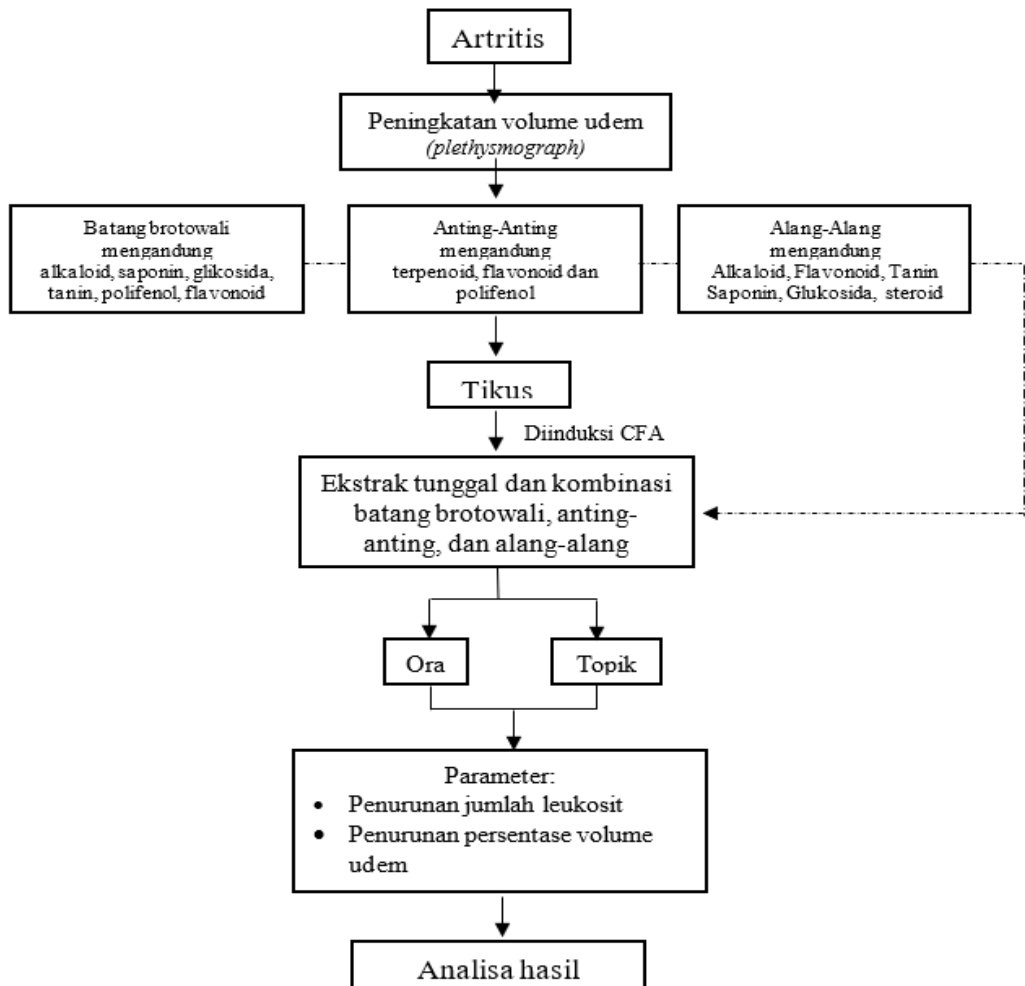 Artritis
Peningkatan volume udem
(plethysmograph)
Batang brotowali
mengandung
alkaloid, saponin, glikosida,
tanin, polifenol, flavonoid
Anting-Anting
mengandung
terpenoid, flavonoid dan
polifenol
Alang-Alang
mengandung
Alkaloid, Flavonoid, Tanin
Saponin, Glukosida, steroid
Tikus
Diinduksi CFA
Ekstrak tunggal dan kombinasi
batang brotowali, anting-
anting, dan alang-alang
Ora
Topik
Parameter:
• Penurunan jumlah leukosit
• Penurunan persentase volume
udem
Analisa hasil